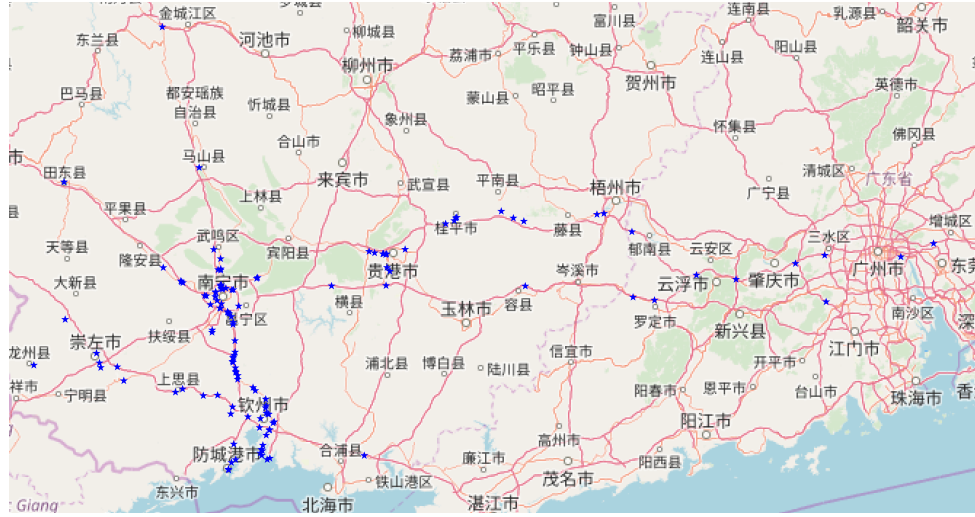 金城江区
富川县
连南县
乳源县
韶关市
东兰县
河池市
柳城县
平乐县
钟山县
荔浦市
连山县
阳山县
柳州市
贺州市
巴马县
都安瑶族
自治县
忻城县
蒙山县
昭平县
英德市
象州县
怀集县
佛冈县
合山市
市
田东县
马山县
来宾市
武宣县
平南县
梧州市
清城区
广东省
广宁县
上林县
县
平果县
武鸣区
宾阳县
桂平市
藤县
郁南县
云安区
三水区
增城区
天等县
隆安县
贵港市
岑溪市
肇庆市
广州市
东莞
大新县
南宁市
横县
容县
云浮市
玉林市
罗定市
新兴县
南沙区
深
邕宁区
扶绥县
崇左市
龙州县
江门市
信宜市
开平市
浦北县
博白县
陆川县
上思县
祥市
宁明县
阳春市
恩平市
台山市
珠海市
香
钦州市
阳江市
高州市
防城港市
合浦县
廉江市
茂名市
阳西县
东兴市
北海市
铁山港区
湛江市
Giang